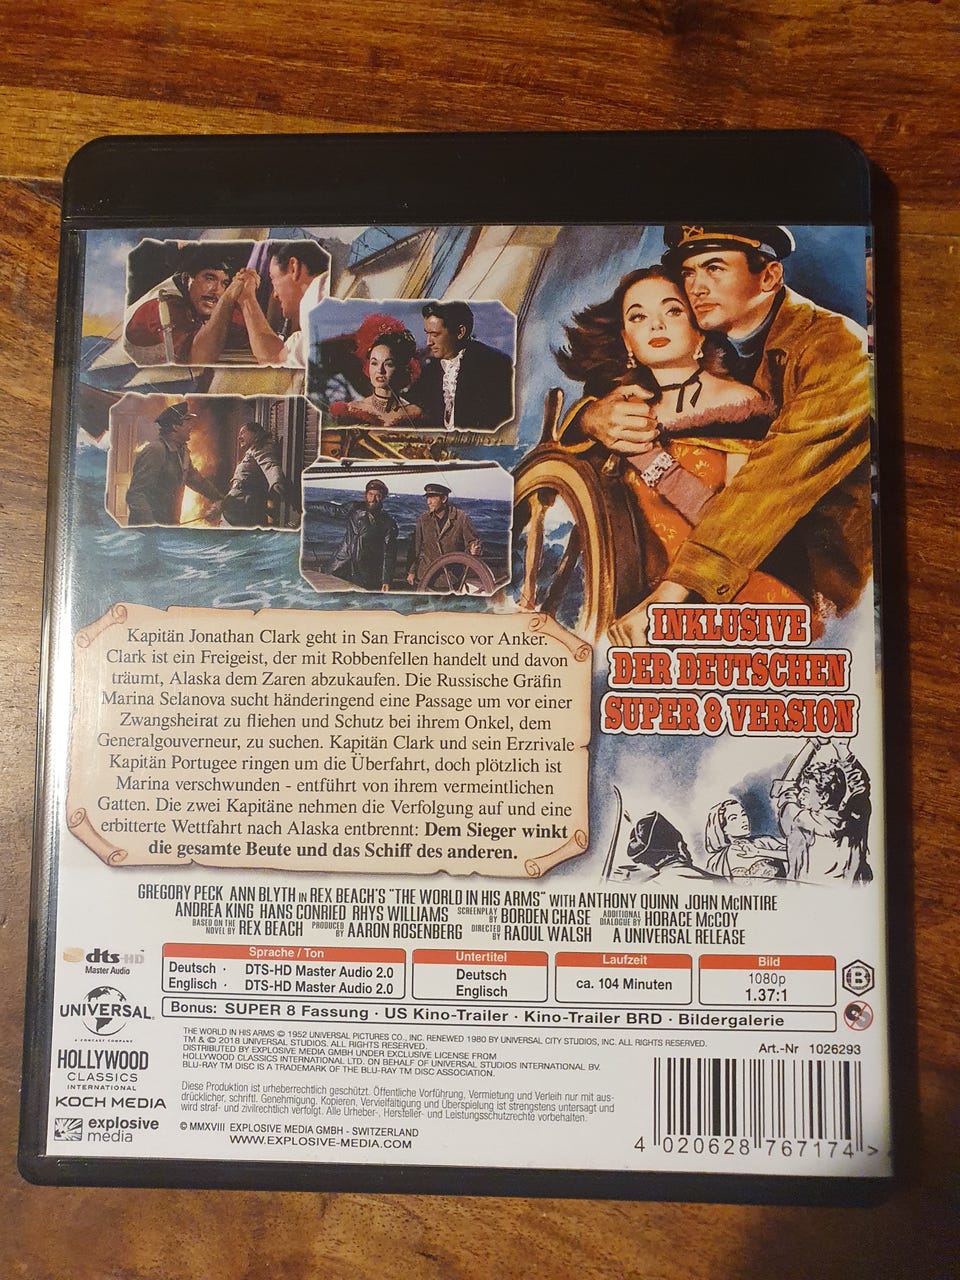 Kapitän Jonathan Clark geht in San Francisco vor Anker.
Clark ist ein Freigeist, der mit Robbenfellen handelt und davon
träumt, Alaska dem Zaren abzukaufen. Die Russische Gräfin
Marina Selanova sucht händeringend eine Passage um vor einer
Zwangsheirat zu fliehen und Schutz bei ihrem Onkel, dem
Generalgouverneur, zu suchen. Kapitän Clark und sein Erzrivale
Kapitän Portugee ringen um die Überfahrt, doch plötzlich ist
Marina verschwunden - entführt von ihrem vermeintlichen
Gatten. Die zwei Kapitäne nehmen die Verfolgung auf und eine
erbitterte Wettfahrt nach Alaska entbrennt: Dem Sieger winkt
die gesamte Beute und das Schiff des anderen.
INKLUSIVE
DER DEUTSCHEN
SUPER 8 VERSION
GREGORY PECK ANN BLYTH IN REX BEACH'S "THE WORLD IN HIS ARMS" WITH ANTHONY QUINN JOHN McINTIRE
ANDREA KING HANS CONRIED RHYS WILLIAMS SCREENPLAY BY BORDEN CHASE ADDITIONAL DIALOGUE BY HORACE McCOY
BASED ON THE NOVEL BY REX BEACH PRODUCED BY AARON ROSENBERG DIRECTED BY RAOUL WALSH A UNIVERSAL RELEASE
dts-HD
Master Audio
Sprache / Ton
Deutsch · DTS-HD Master Audio 2.0
Englisch · DTS-HD Master Audio 2.0
Untertitel
Deutsch
Englisch
Laufzeit
ca. 104 Minuten
Bild
1080p
1.37:1
B
Bonus: SUPER 8 Fassung · US Kino-Trailer · Kino-Trailer BRD · Bildergalerie
UNIVERSAL
A COMCAST COMPANY
HOLLYWOOD
CLASSICS
INTERNATIONAL
KOCH MEDIA
explosive
media
THE WORLD IN HIS ARMS © 1952 UNIVERSAL PICTURES CO., INC. RENEWED 1980 BY UNIVERSAL CITY STUDIOS, INC. ALL RIGHTS RESERVED.
TM & © 2018 UNIVERSAL STUDIOS. ALL RIGHTS RESERVED.
DISTRIBUTED BY EXPLOSIVE MEDIA GMBH UNDER EXCLUSIVE LICENSE FROM
HOLLYWOOD CLASSICS INTERNATIONAL LTD. ON BEHALF OF UNIVERSAL STUDIOS INTERNATIONAL BV.
BLU-RAY TM DISC IS A TRADEMARK OF THE BLU-RAY TM DISC ASSOCIATION.
Art.-Nr 1026293
Diese Produktion ist urheberrechtlich geschützt. Öffentliche Vorführung, Vermietung und Verleih nur mit aus-
drücklicher, schriftl. Genehmigung. Kopieren, Vervielfältigung und Überspielung ist strengstens untersagt und
wird straf- und zivilrechtlich verfolgt. Alle Urheber-, Hersteller- und Leistungsschutzrechte vorbehalten.
© MMXVIII EXPLOSIVE MEDIA GMBH - SWITZERLAND
WWW.EXPLOSIVE-MEDIA.COM
4 020628 767174 >